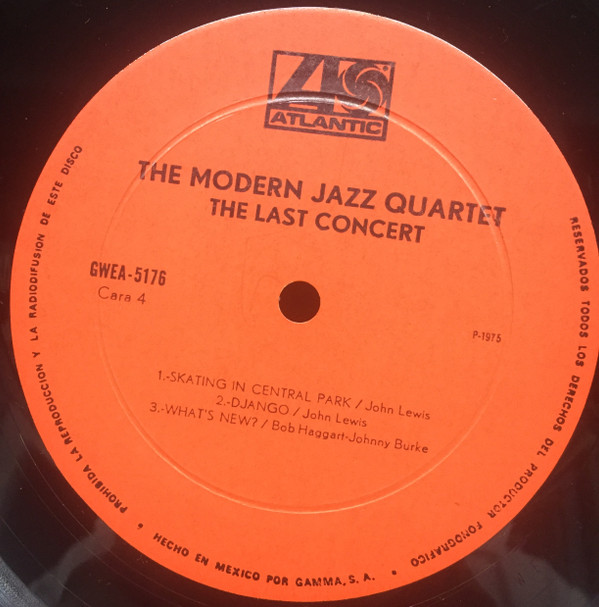 ATLANTIC
THE MODERN JAZZ QUARTET
THE LAST CONCERT
GWEA-5176
Cara 4
P-1975
1.-SKATING IN CENTRAL PARK / John Lewis
2.-DJANGO / John Lewis
3.-WHAT'S NEW? / Bob Haggart-Johnny Burke
RESERVADOS TODOS LOS DERECHOS DEL PRODUCTOR FONOGRAFICO
• HECHO EN MEXICO POR GAMMA, S. A. •
PROHIBIDA LA REPRODUCCION Y LA RADIODIFUSION DE ESTE DISCO